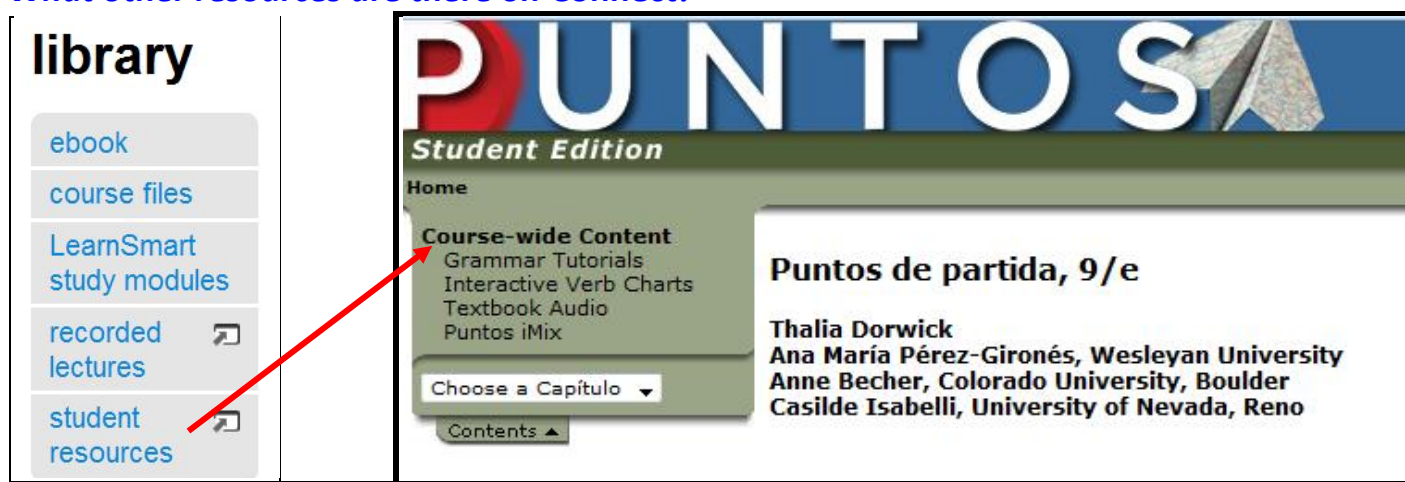 What other resources are there on Connect?
library
ebook
course files
LearnSmart
study modules
recorded
lectures
student
resources
PUNTOS
Student Edition
Home
Course-wide Content
Grammar Tutorials
Interactive Verb Charts
Textbook Audio
Puntos iMix
Choose a Capítulo
Contents
Puntos de partida, 9/e
Thalia Dorwick
Ana María Pérez-Gironés, Wesleyan University
Anne Becher, Colorado University, Boulder
Casilde Isabelli, University of Nevada, Reno